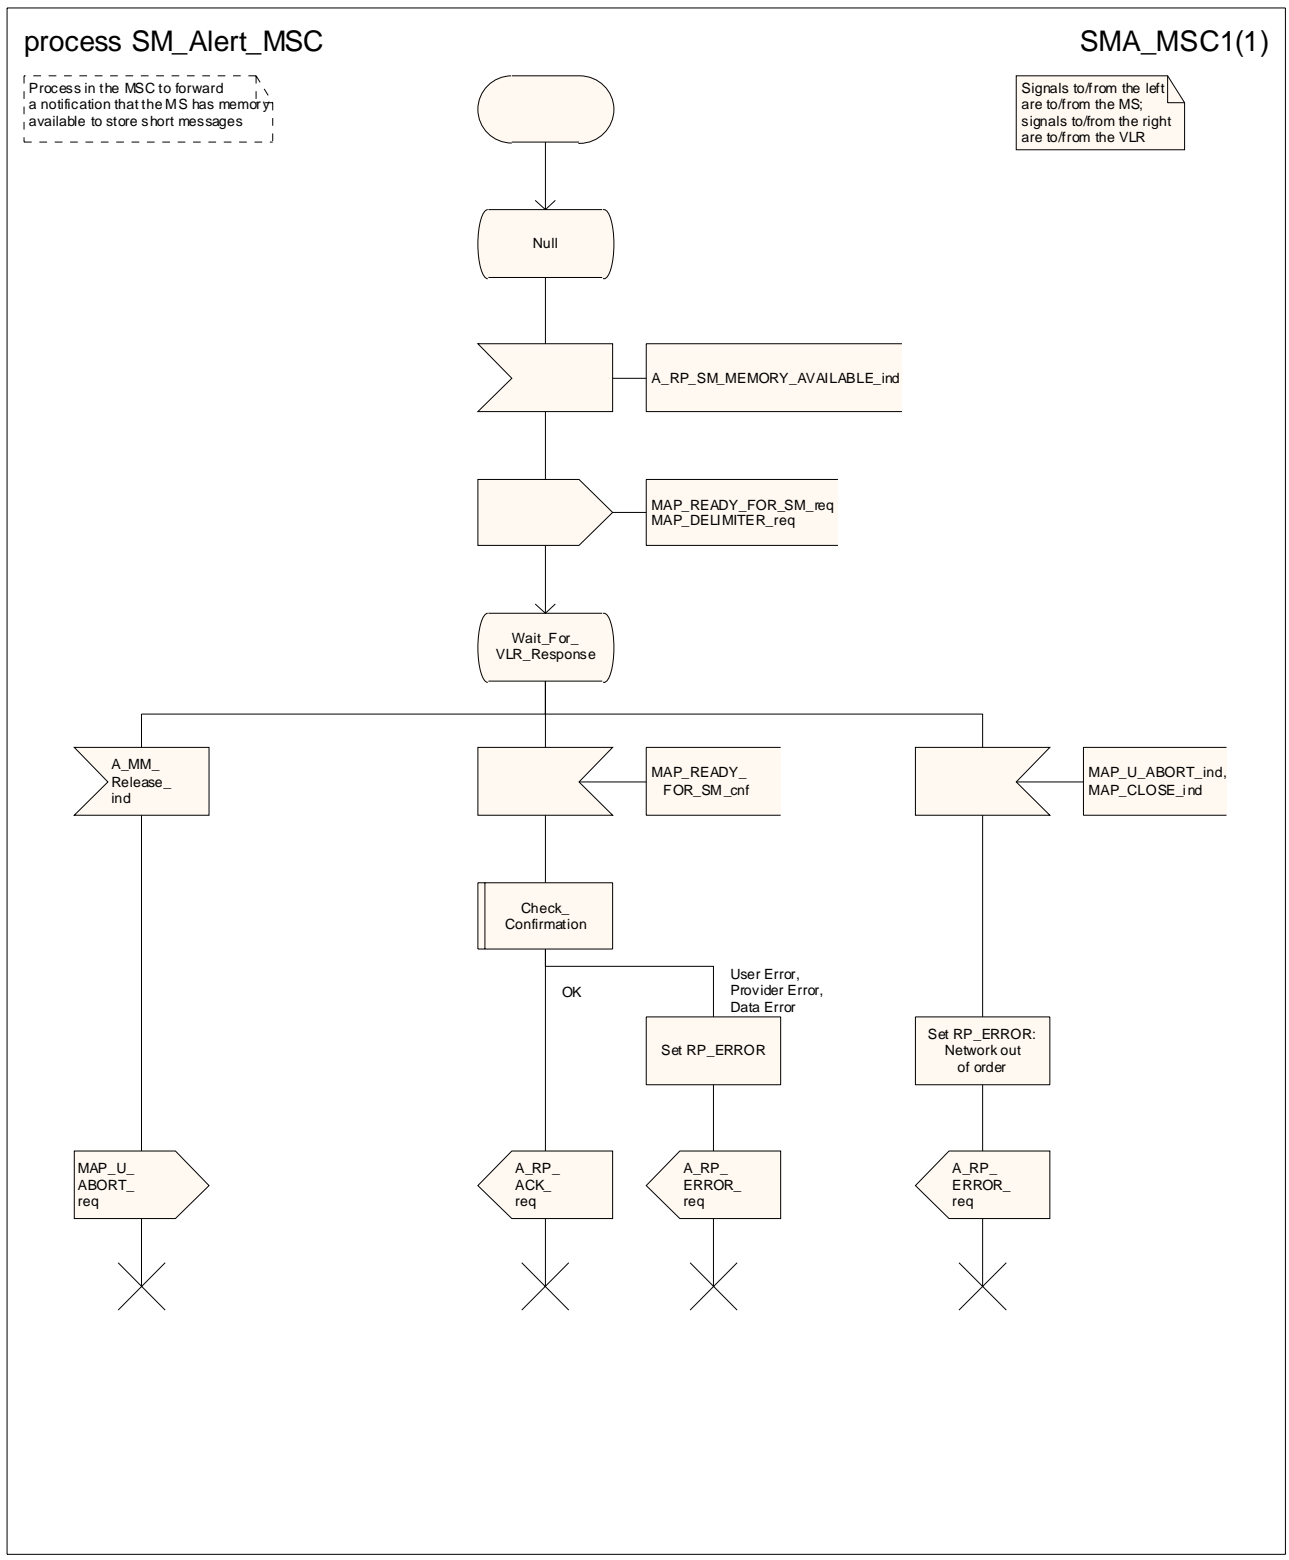 process SM_Alert_MSC
SMA_MSC1(1)
Process in the MSC to forward
a notification that the MS has memory
available to store short messages
Signals to/from the left
are to/from the MS;
signals to/from the right
are to/from the VLR
Null
A_RP_SM_MEMORY_AVAILABLE_ind
MAP_READY_FOR_SM_req
MAP_DELIMITER_req
Wait_For_
VLR_Response
A_MM_
Release_
ind
MAP_READY_
FOR_SM_cnf
MAP_U_ABORT_ind,
MAP_CLOSE_ind
Check_
Confirmation
OK
User Error,
Provider Error,
Data Error
Set RP_ERROR
Set RP_ERROR:
Network out
of order
MAP_U_
ABORT_
req
A_RP_
ACK_
req
A_RP_
ERROR_
req
A_RP_
ERROR_
req